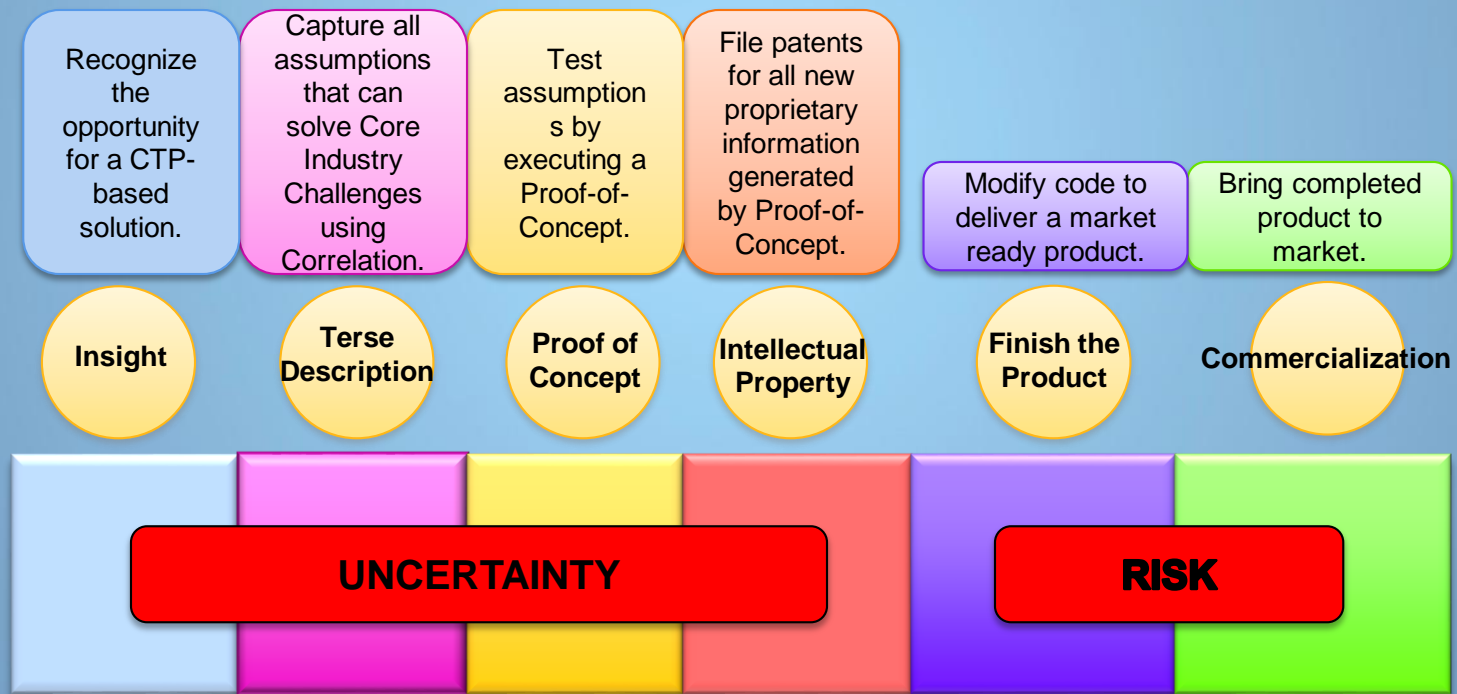 Recognize
the
opportunity
for a CTP-
based
solution.
Capture all
assumptions
that can
solve Core
Industry
Challenges
using
Correlation.
Test
assumption
s by
executing a
Proof-of-
Concept.
File patents
for all new
proprietary
information
generated
by Proof-of-
Concept.
Modify code to
deliver a market
ready product.
Bring completed
product to
market.
Insight
Terse
Description
Proof of
Concept
Intellectual
Property
Finish the
Product
Commercialization
UNCERTAINTY
RISK